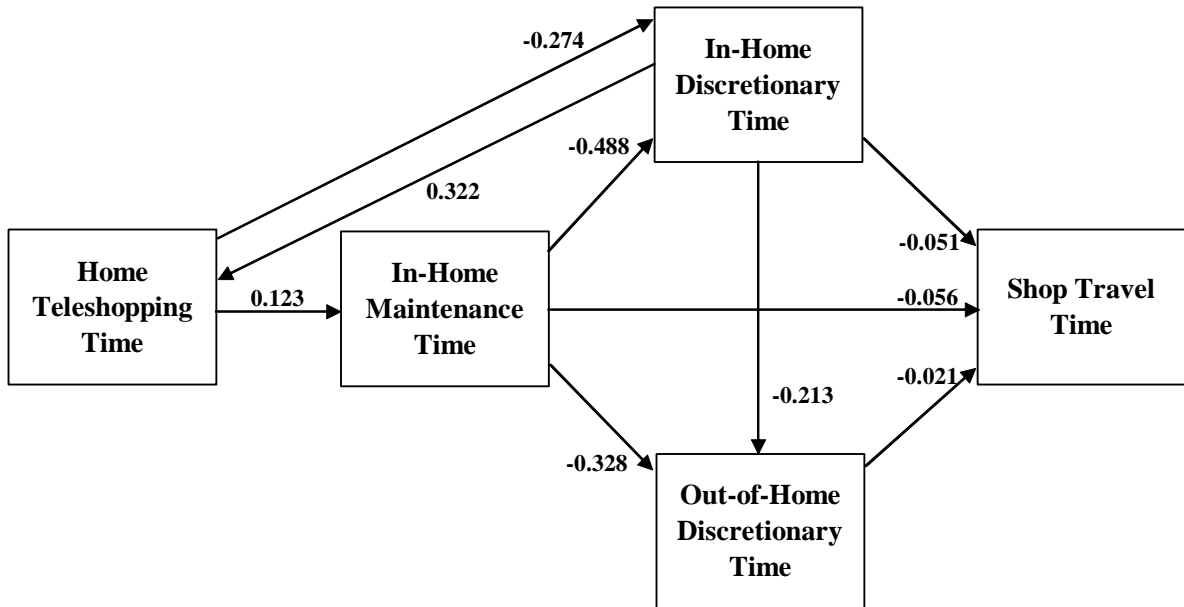 -0.274
In-Home
Discretionary
Time
-0.488
0.322
Home
Teleshopping
Time
0.123
In-Home
Maintenance
Time
-0.051
-0.056
Shop Travel
Time
-0.021
-0.213
-0.328
Out-of-Home
Discretionary
Time